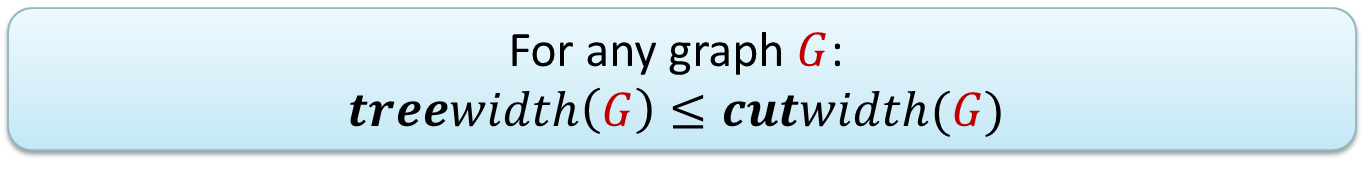 For any graph G:
treewidth(G) ≤ cutwidth(G)